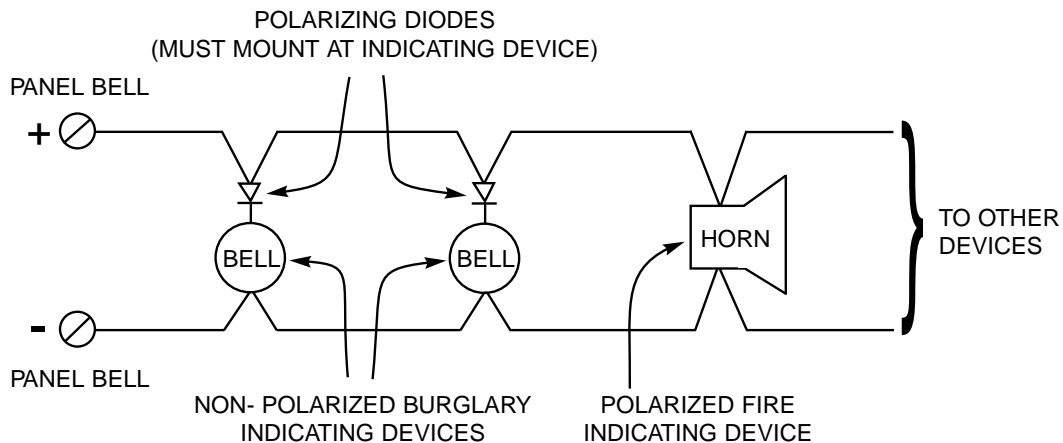 POLARIZING DIODES
(MUST MOUNT AT INDICATING DEVICE)
PANEL BELL
+
BELL
BELL
HORN
TO OTHER
DEVICES
-
PANEL BELL
NON- POLARIZED BURGLARY
INDICATING DEVICES
POLARIZED FIRE
INDICATING DEVICE